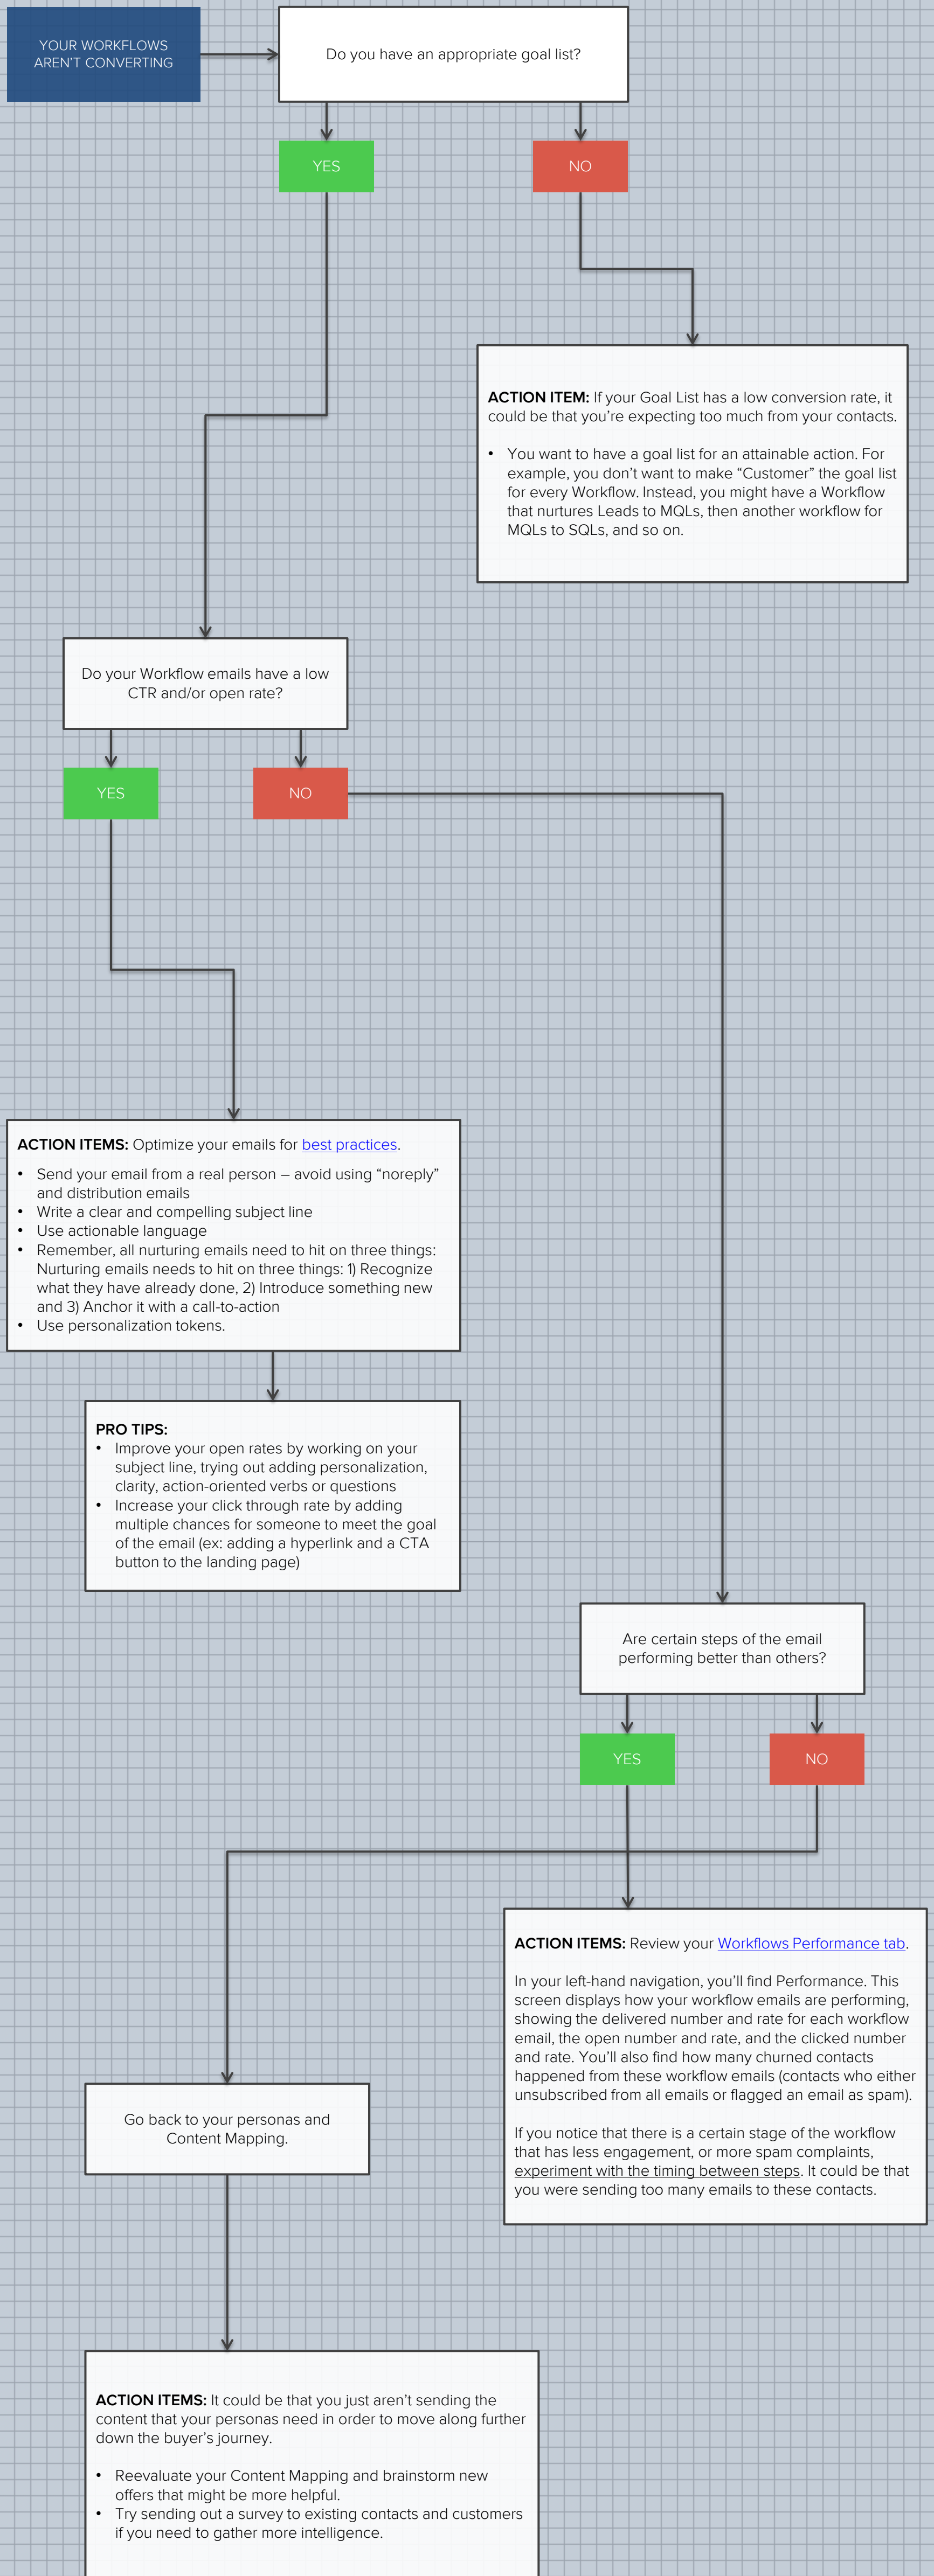 YOUR WORKFLOWS
AREN'T CONVERTING
Do you have an appropriate goal list?
YES
NO
ACTION ITEM: If your Goal List has a low conversion rate, it
could be that you're expecting too much from your contacts.
• You want to have a goal list for an attainable action. For
example, you don't want to make “Customer” the goal list
for every Workflow. Instead, you might have a Workflow
that nurtures Leads to MQLs, then another workflow for
MQLs to SQLs, and so on.
Do your Workflow emails have a low
CTR and/or open rate?
YES
NO
ACTION ITEMS: Optimize your emails for best practices.
• Send your email from a real person – avoid using “noreply”
and distribution emails
• Write a clear and compelling subject line
• Use actionable language
• Remember, all nurturing emails need to hit on three things:
Nurturing emails needs to hit on three things: 1) Recognize
what they have already done, 2) Introduce something new
and 3) Anchor it with a call-to-action
• Use personalization tokens.
PRO TIPS:
• Improve your open rates by working on your
subject line, trying out adding personalization,
clarity, action-oriented verbs or questions
• Increase your click through rate by adding
multiple chances for someone to meet the goal
of the email (ex: adding a hyperlink and a CTA
button to the landing page)
Are certain steps of the email
performing better than others?
YES
NO
ACTION ITEMS: Review your Workflows Performance tab.
In your left-hand navigation, you'll find Performance. This
screen displays how your workflow emails are performing,
showing the delivered number and rate for each workflow
email, the open number and rate, and the clicked number
and rate. You'll also find how many churned contacts
happened from these workflow emails (contacts who either
unsubscribed from all emails or flagged an email as spam).
If you notice that there is a certain stage of the workflow
that has less engagement, or more spam complaints,
experiment with the timing between steps. It could be that
you were sending too many emails to these contacts.
Go back to your personas and
Content Mapping.
ACTION ITEMS: It could be that you just aren't sending the
content that your personas need in order to move along further
down the buyer's journey.
• Reevaluate your Content Mapping and brainstorm new
offers that might be more helpful.
• Try sending out a survey to existing contacts and customers
if you need to gather more intelligence.